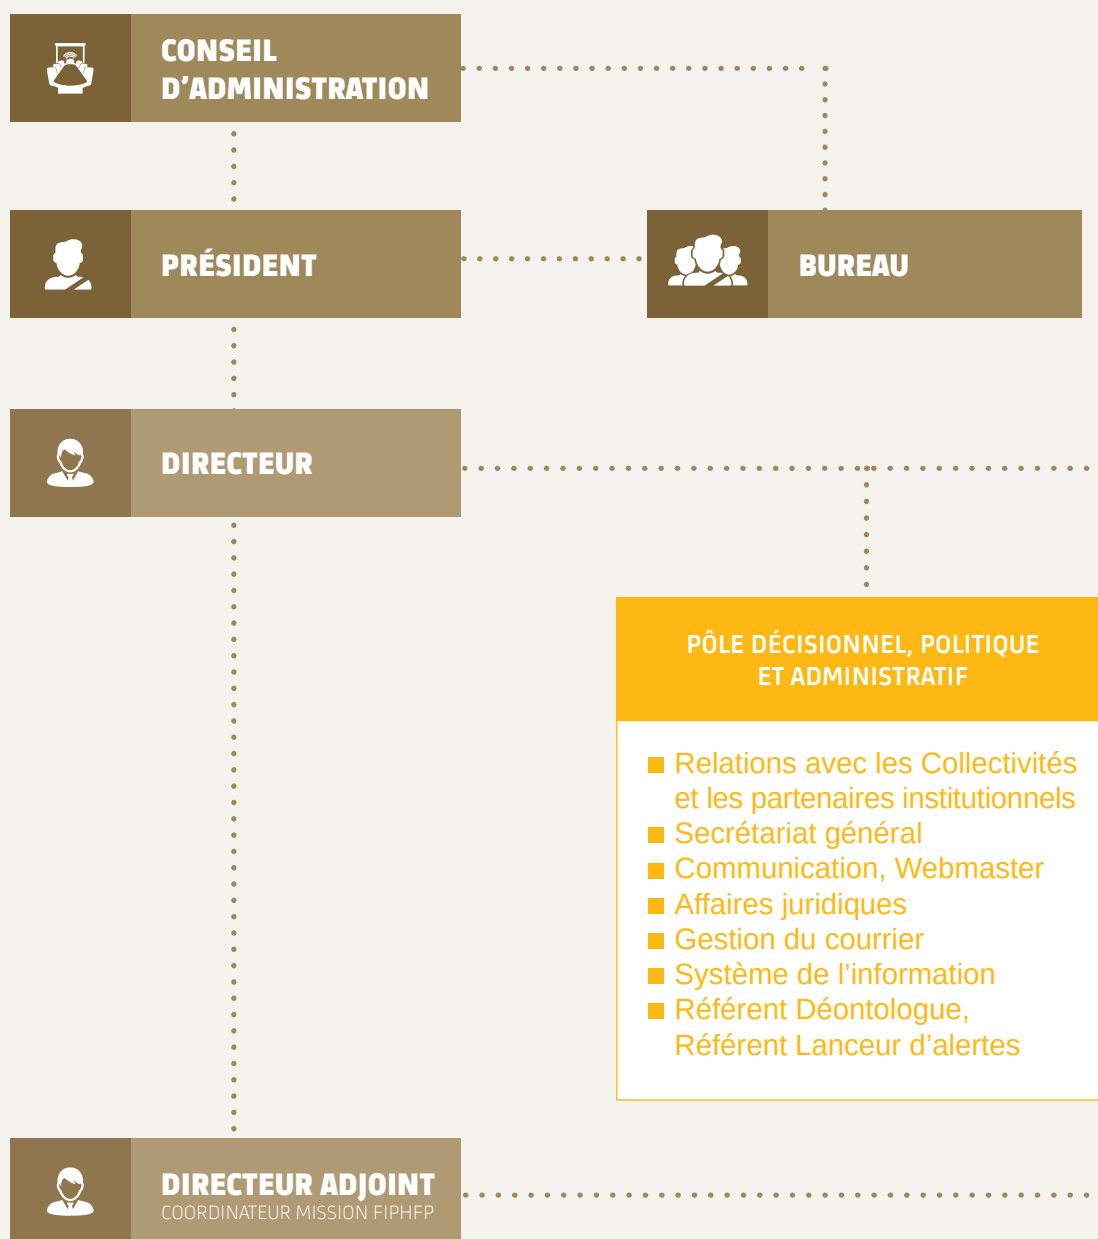 CONSEIL
D’ADMINISTRATION
PRÉSIDENT
BUREAU
DIRECTEUR
PÔLE DÉCISIONNEL, POLITIQUE
ET ADMINISTRATIF
Relations avec les Collectivités
et les partenaires institutionnels
Secrétariat général
Communication, Webmaster
Affaires juridiques
Gestion du courrier
Système de l’information
Référent Déontologue,
Référent Lanceur d’alertes
DIRECTEUR ADJOINT
COORDINATEUR MISSION FIPHFP